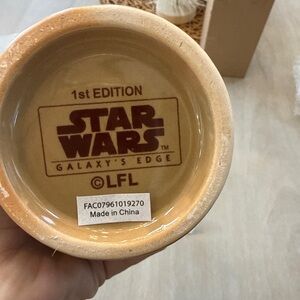 1st EDITION
STAR
WARS
GALAXY'S EDGE
©LFL
FAC07961019270
Made in China